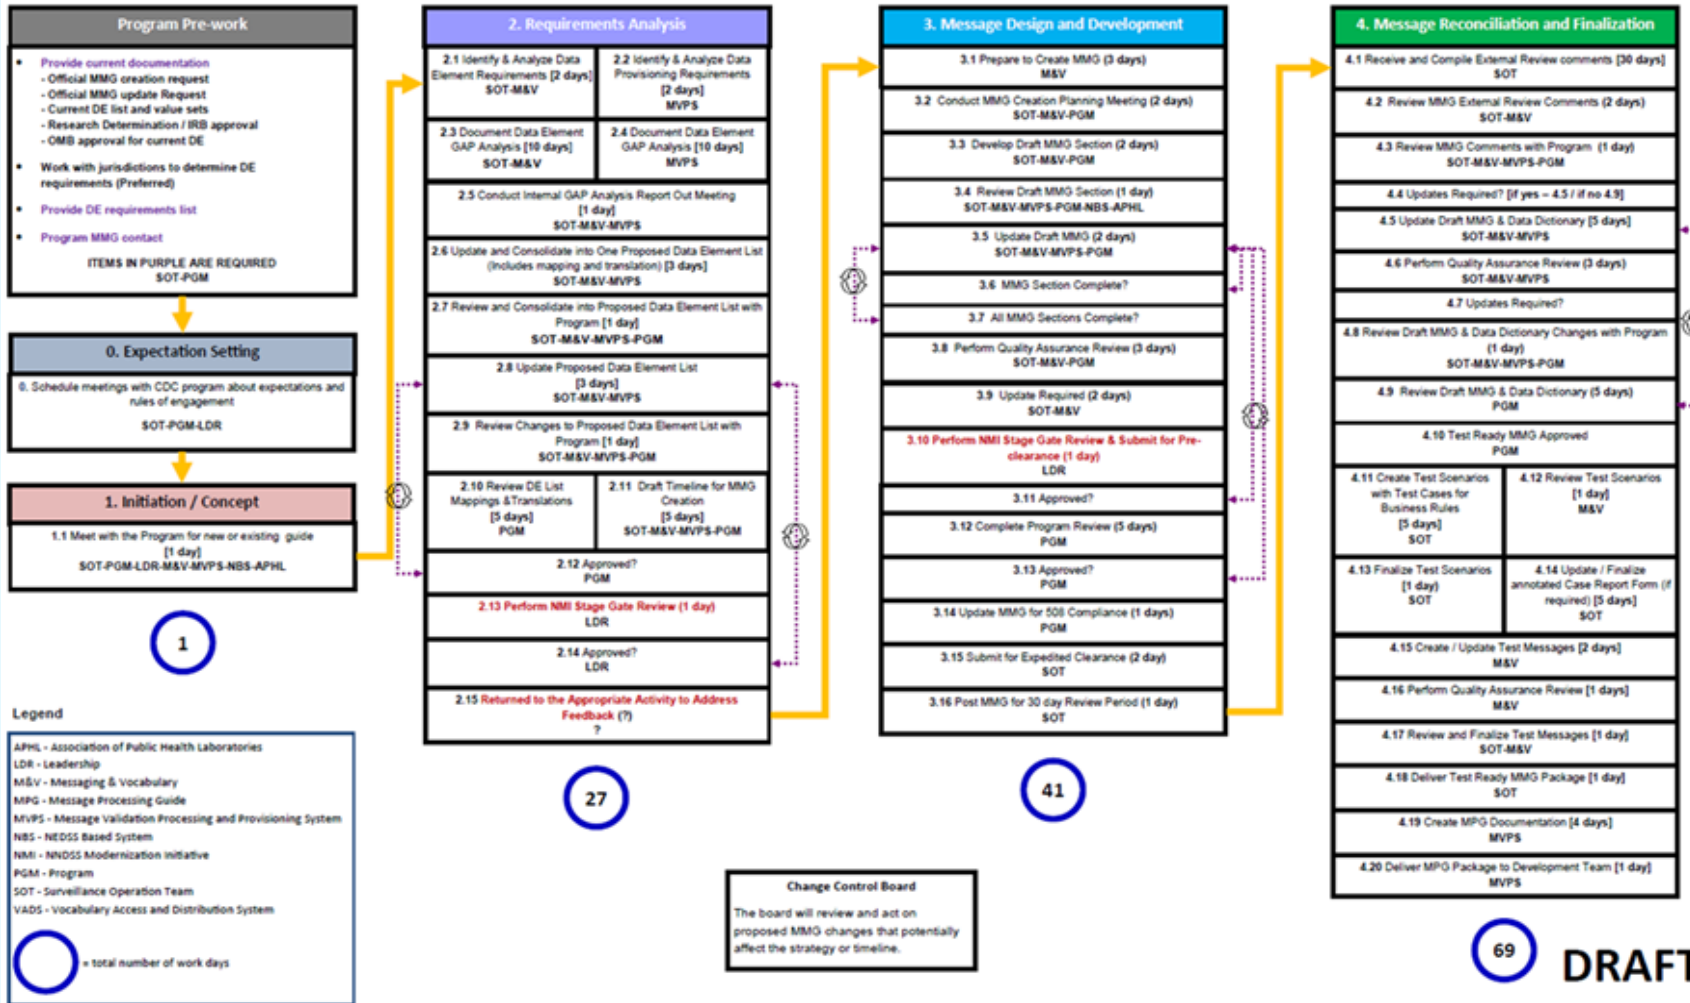 Program Pre-work
• Provide current documentation
- Official MMG creation request
- Official MMG update Request
- Current DE list and value sets
- Research Determination / IRB approval
- OMB approval for current DE
• Work with jurisdictions to determine DE
requirements (Preferred)
• Provide DE requirements list
• Program MMG contact
ITEMS IN PURPLE ARE REQUIRED
SOT-PGM
0. Expectation Setting
0. Schedule meetings with CDC program about expectations and
rules of engagement
SOT-PGM-LDR
1. Initiation / Concept
1.1 Meet with the Program for new or existing guide
[1 day]
SOT-PGM-LDR-M&V-MVPS-NBS-APHL
1
Legend
APHL - Association of Public Health Laboratories
LDR - Leadership
M&V - Messaging & Vocabulary
MPG - Message Processing Guide
MVPS - Message Validation Processing and Provisioning System
NBS - NEDSS Based System
NMI - NNDSS Modernization Initiative
PGM - Program
SOT - Surveillance Operation Team
VADS - Vocabulary Access and Distribution System
= total number of work days
2. Requirements Analysis
2.1 Identify & Analyze Data
Element Requirements [2 days]
SOT-M&V
2.2 Identify & Analyze Data
Provisioning Requirements
[2 days]
MVPS
2.3 Document Data Element
GAP Analysis [10 days]
SOT-M&V
2.4 Document Data Element
GAP Analysis [10 days]
MVPS
2.5 Conduct Internal GAP Analysis Report Out Meeting
[1 day]
SOT-M&V-MVPS
2.6 Update and Consolidate into One Proposed Data Element List
(Includes mapping and translation) [3 days]
SOT-M&V-MVPS
2.7 Review and Consolidate into Proposed Data Element List with
Program [1 day]
SOT-M&V-MVPS-PGM
2.8 Update Proposed Data Element List
[3 days]
SOT-M&V-MVPS
2.9 Review Changes to Proposed Data Element List with
Program [1 day]
SOT-M&V-MVPS-PGM
2.10 Review DE List
Mappings &Translations
[5 days]
PGM
2.11 Draft Timeline for MMG
Creation
[5 days]
SOT-M&V-MVPS-PGM
2.12 Approved?
PGM
2.13 Perform NMI Stage Gate Review (1 day)
LDR
2.14 Approved?
LDR
2.15 Returned to the Appropriate Activity to Address
Feedback (?)
?
27
3. Message Design and Development
3.1 Prepare to Create MMG (3 days)
M&V
3.2 Conduct MMG Creation Planning Meeting (2 days)
SOT-M&V-PGM
3.3 Develop Draft MMG Section (2 days)
SOT-M&V-PGM
3.4 Review Draft MMG Section (1 day)
SOT-M&V-MVPS-PGM-NBS-APHL
3.5 Update Draft MMG (2 days)
SOT-M&V-MVPS-PGM
3.6 MMG Section Complete?
3.7 All MMG Sections Complete?
3.8 Perform Quality Assurance Review (3 days)
SOT-M&V-PGM
3.9 Update Required (2 days)
SOT-M&V
3.10 Perform NMI Stage Gate Review & Submit for Pre-
clearance (1 day)
LDR
3.11 Approved?
3.12 Complete Program Review (5 days)
PGM
3.13 Approved?
PGM
3.14 Update MMG for 508 Compliance (1 days)
PGM
3.15 Submit for Expedited Clearance (2 day)
SOT
3.16 Post MMG for 30 day Review Period (1 day)
SOT
41
Change Control Board
The board will review and act on
proposed MMG changes that potentially
affect the strategy or timeline.
4. Message Reconciliation and Finalization
4.1 Receive and Compile External Review comments [30 days]
SOT
4.2 Review MMG External Review Comments (2 days)
SOT-M&V
4.3 Review MMG Comments with Program (1 day)
SOT-M&V-MVPS-PGM
4.4 Updates Required? [if yes – 4.5 / if no 4.9]
4.5 Update Draft MMG & Data Dictionary [5 days]
SOT-M&V-MVPS
4.6 Perform Quality Assurance Review (3 days)
SOT-M&V-MVPS
4.7 Updates Required?
4.8 Review Draft MMG & Data Dictionary Changes with Program
(1 day)
SOT-M&V-MVPS-PGM
4.9 Review Draft MMG & Data Dictionary (5 days)
PGM
4.10 Test Ready MMG Approved
PGM
4.11 Create Test Scenarios
with Test Cases for
Business Rules
[5 days]
SOT
4.12 Review Test Scenarios
[1 day]
M&V
4.13 Finalize Test Scenarios
[1 day)
SOT
4.14 Update / Finalize
annotated Case Report Form (if
required) [5 days]
SOT
4.15 Create / Update Test Messages [2 days]
M&V
4.16 Perform Quality Assurance Review [1 days]
M&V
4.17 Review and Finalize Test Messages [1 day]
SOT-M&V
4.18 Deliver Test Ready MMG Package [1 day]
SOT
4.19 Create MPG Documentation [4 days]
MVPS
4.20 Deliver MPG Package to Development Team [1 day]
MVPS
69
DRAFT